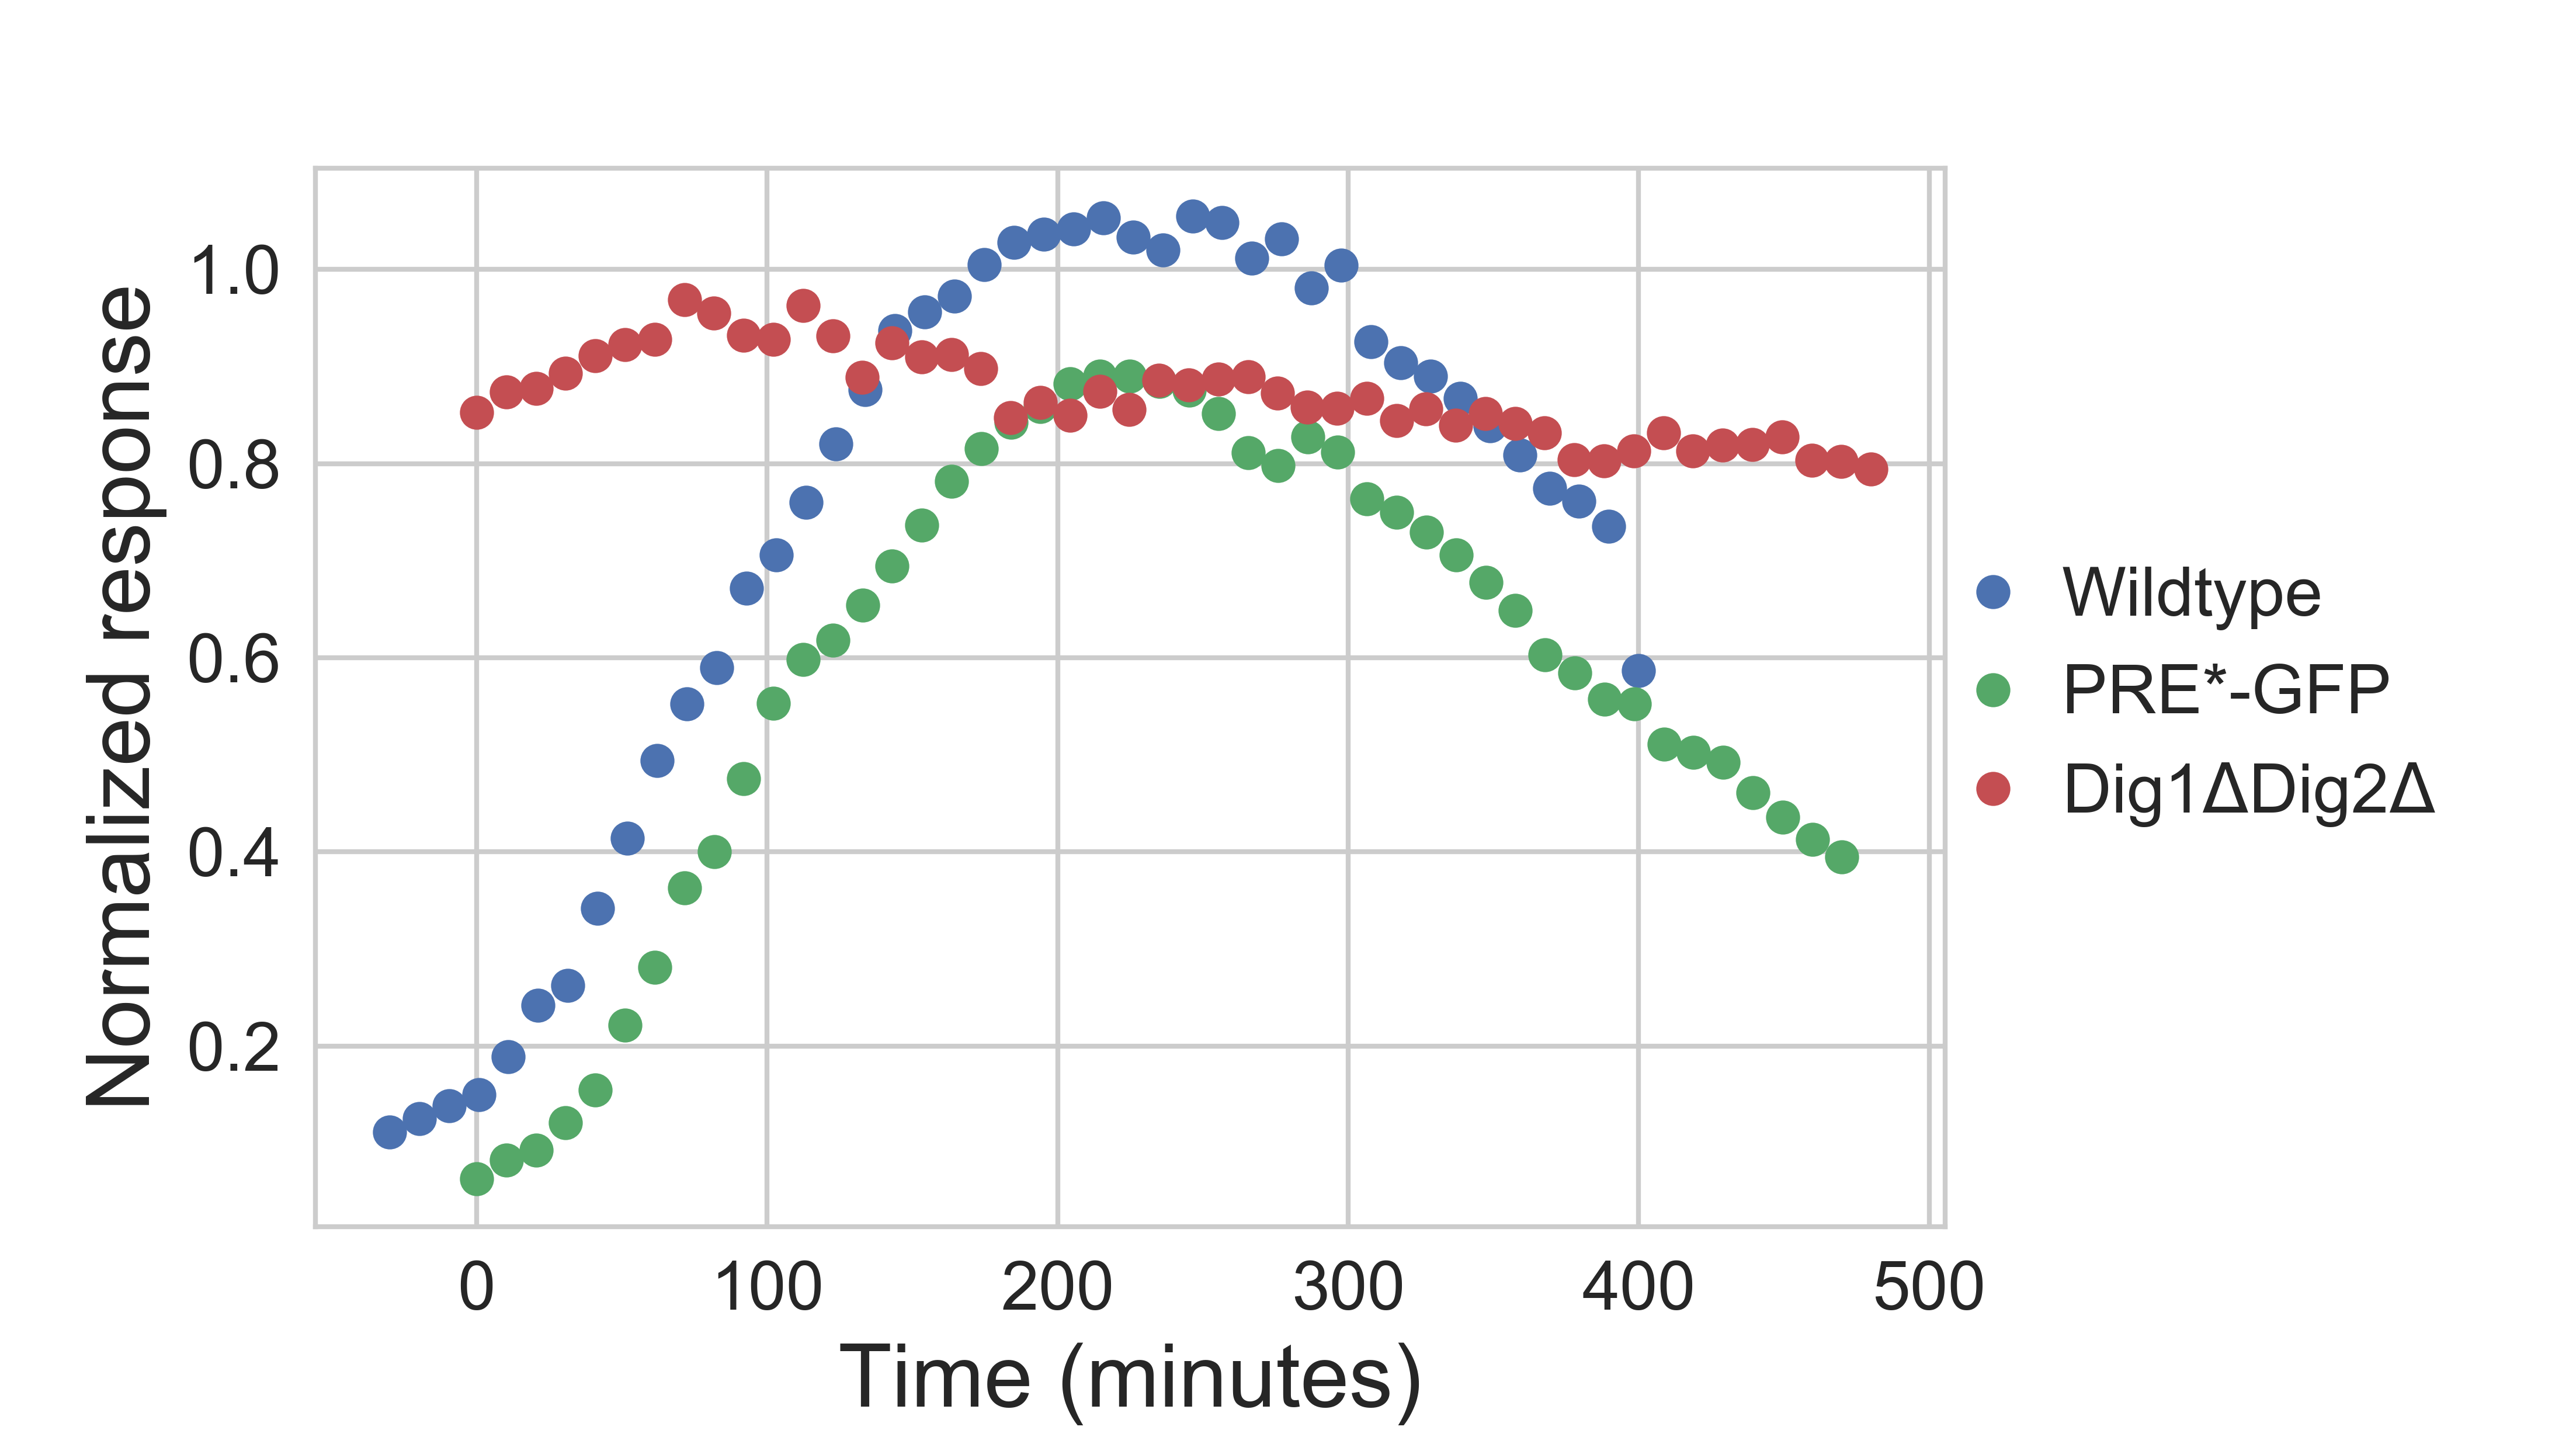 Normalized response
1.0
0.8
0.6
0.4
0.2
0 100 200 300 400 500
Time (minutes)
Wildtype
PRE*-GFP
Dig1ΔDig2Δ